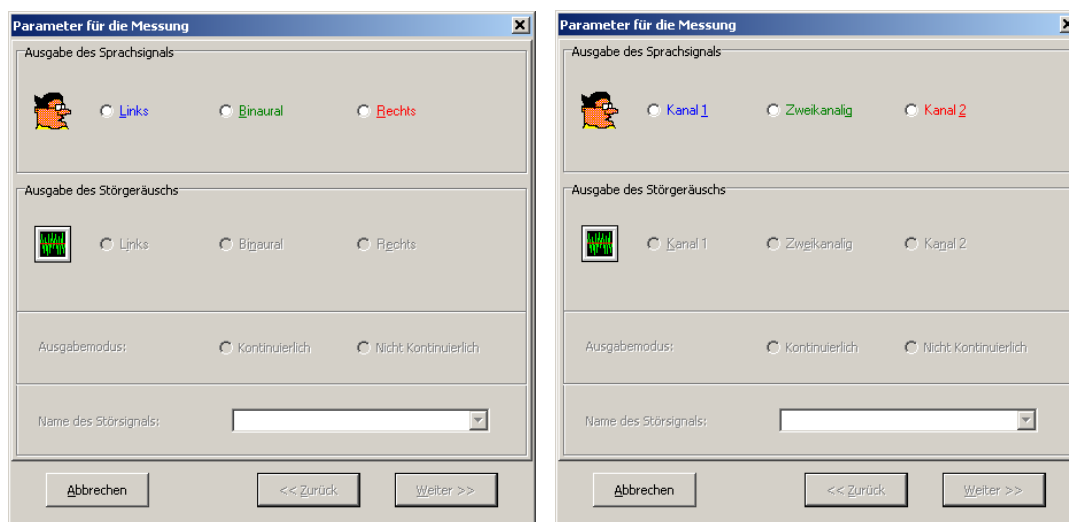 Parameter für die Messung
Ausgabe des Sprachsignals
Links Binaural Rechts
Ausgabe des Störgeräuschs
Links Binaural Rechts
Ausgabemodus: Kontinuierlich Nicht Kontinuierlich
Name des Störsignals:
Abbrechen << Zurück Weiter >>
Parameter für die Messung
Ausgabe des Sprachsignals
Kanal 1 Zweikanalig Kanal 2
Ausgabe des Störgeräuschs
Kanal 1 Zweikanalig Kanal 2
Ausgabemodus: Kontinuierlich Nicht Kontinuierlich
Name des Störsignals:
Abbrechen << Zurück Weiter >>